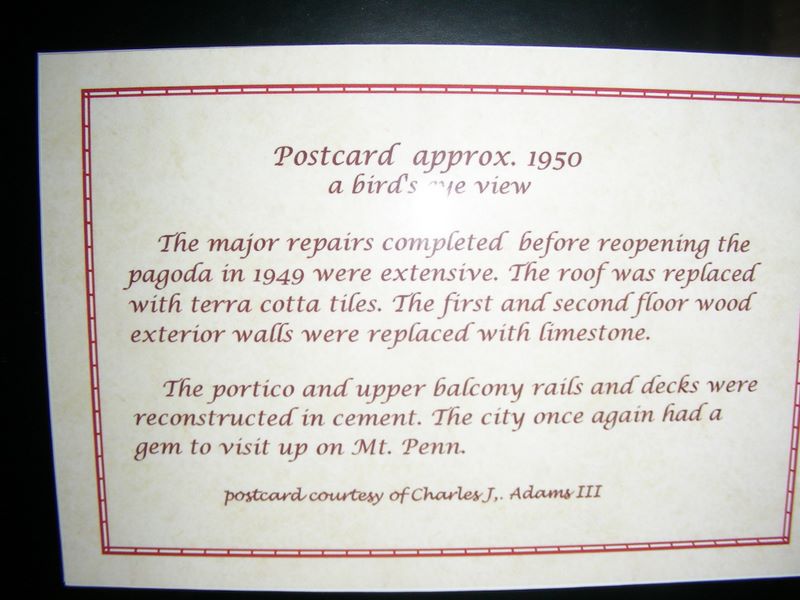 Postcard approx. 1950
a bird's eye view
The major repairs completed before reopening the
pagoda in 1949 were extensive. The roof was replaced
with terra cotta tiles. The first and second floor wood
exterior walls were replaced with limestone.
The portico and upper balcony rails and decks were
reconstructed in cement. The city once again had a
gem to visit up on Mt. Penn.
postcard courtesy of Charles J,. Adams III